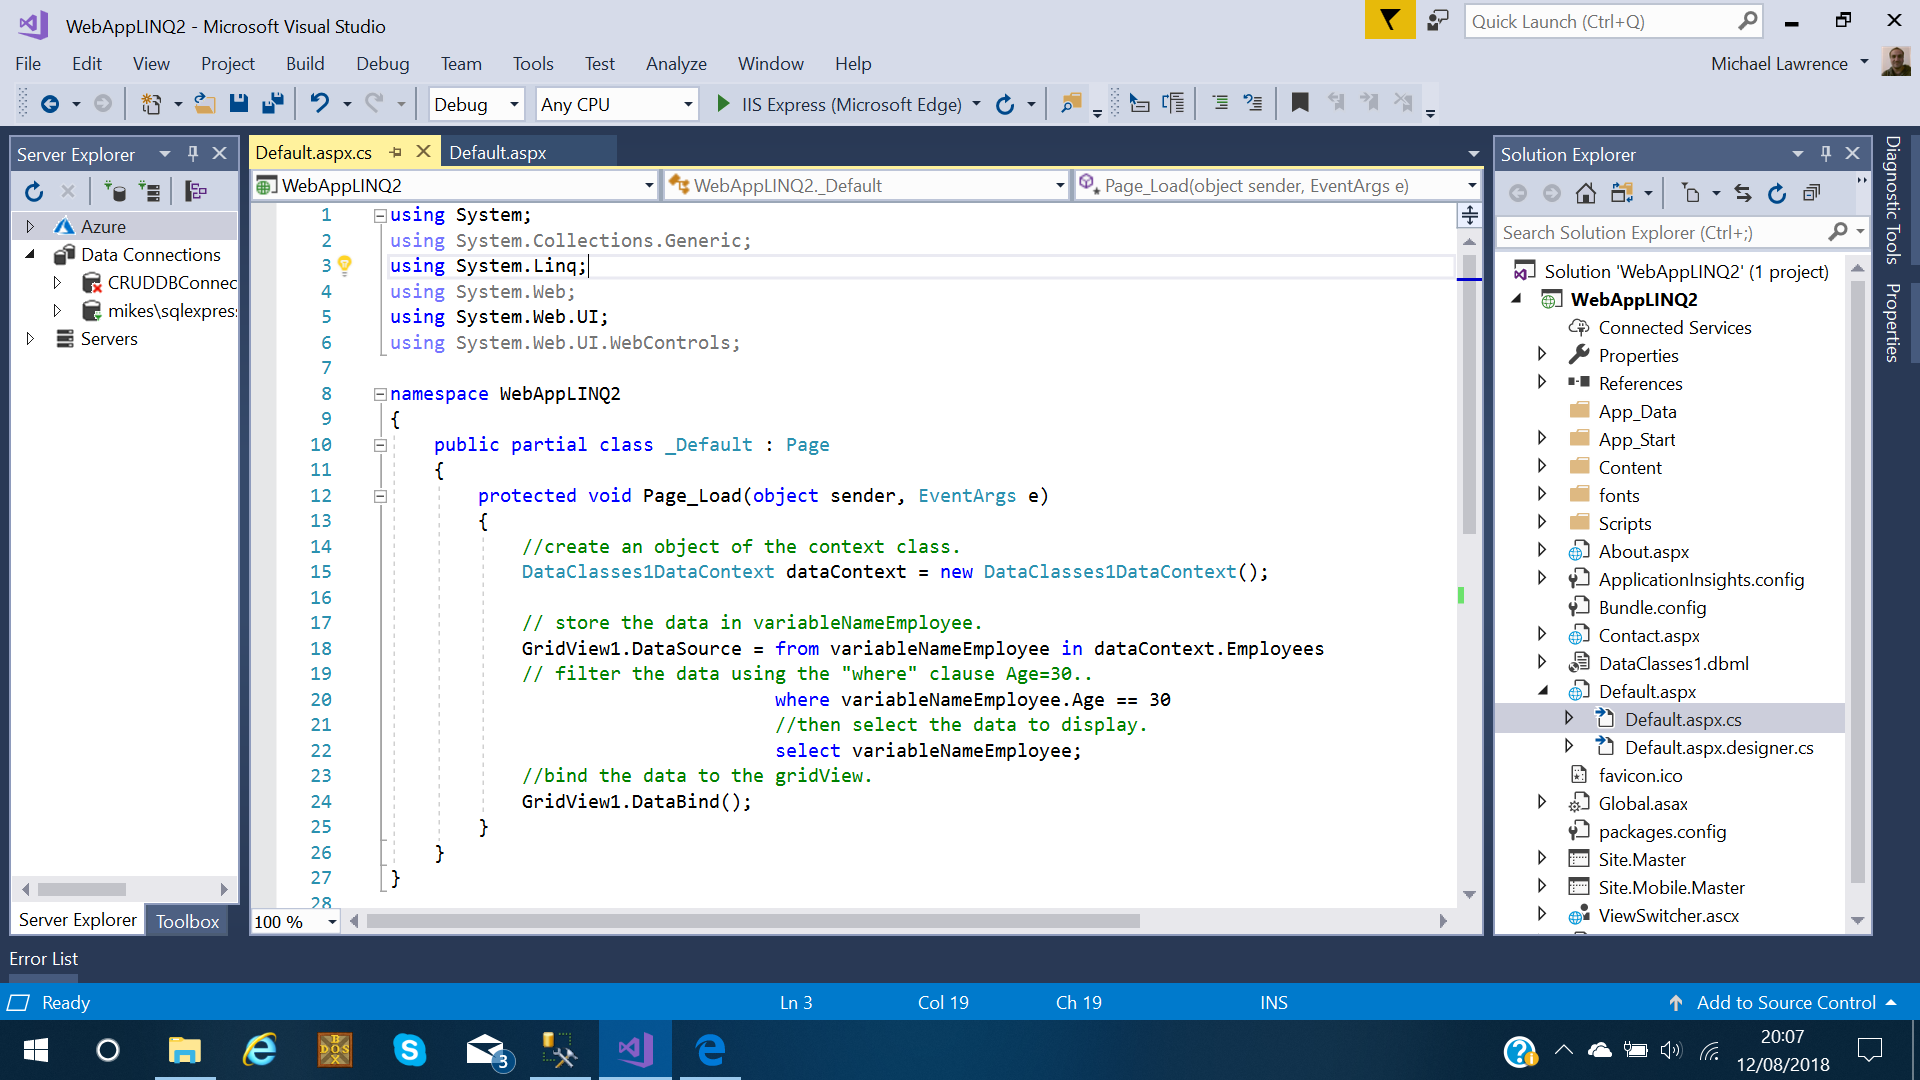 WebAppLINQ2 - Microsoft Visual Studio
Quick Launch (Ctrl+Q)
File Edit View Project Build Debug Team Tools Test Analyze Window Help
Michael Lawrence
Debug Any CPU IIS Express (Microsoft Edge)
Server Explorer
Azure
Data Connections
CRUDDBConnec
mikes\sqlexpres
Servers
Server Explorer Toolbox
Default.aspx.cs Default.aspx
WebAppLINQ2 WebAppLINQ2._Default Page_Load(object sender, EventArgs e)
1 using System;
2 using System.Collections.Generic;
3 using System.Linq;
4 using System.Web;
5 using System.Web.UI;
6 using System.Web.UI.WebControls;
7
8 namespace WebAppLINQ2
9 {
10 public partial class _Default : Page
11 {
12 protected void Page_Load(object sender, EventArgs e)
13 {
14 //create an object of the context class.
15 DataClasses1DataContext dataContext = new DataClasses1DataContext();
16
17 // store the data in variableNameEmployee.
18 GridView1.DataSource = from variableNameEmployee in dataContext.Employees
19 // filter the data using the "where" clause Age=30..
20 where variableNameEmployee.Age == 30
21 //then select the data to display.
22 select variableNameEmployee;
23 //bind the data to the gridView.
24 GridView1.DataBind();
25 }
26 }
27 }
28
100 %
Solution Explorer
Search Solution Explorer (Ctrl+;)
Solution 'WebAppLINQ2' (1 project)
WebAppLINQ2
Connected Services
Properties
References
App_Data
App_Start
Content
fonts
Scripts
About.aspx
ApplicationInsights.config
Bundle.config
Contact.aspx
DataClasses1.dbml
Default.aspx
Default.aspx.cs
Default.aspx.designer.cs
favicon.ico
Global.asax
packages.config
Site.Master
Site.Mobile.Master
ViewSwitcher.ascx
Diagnostic Tools
Properties
Error List
Ready Ln 3 Col 19 Ch 19 INS Add to Source Control
DOS
BOX
3
20:07
12/08/2018